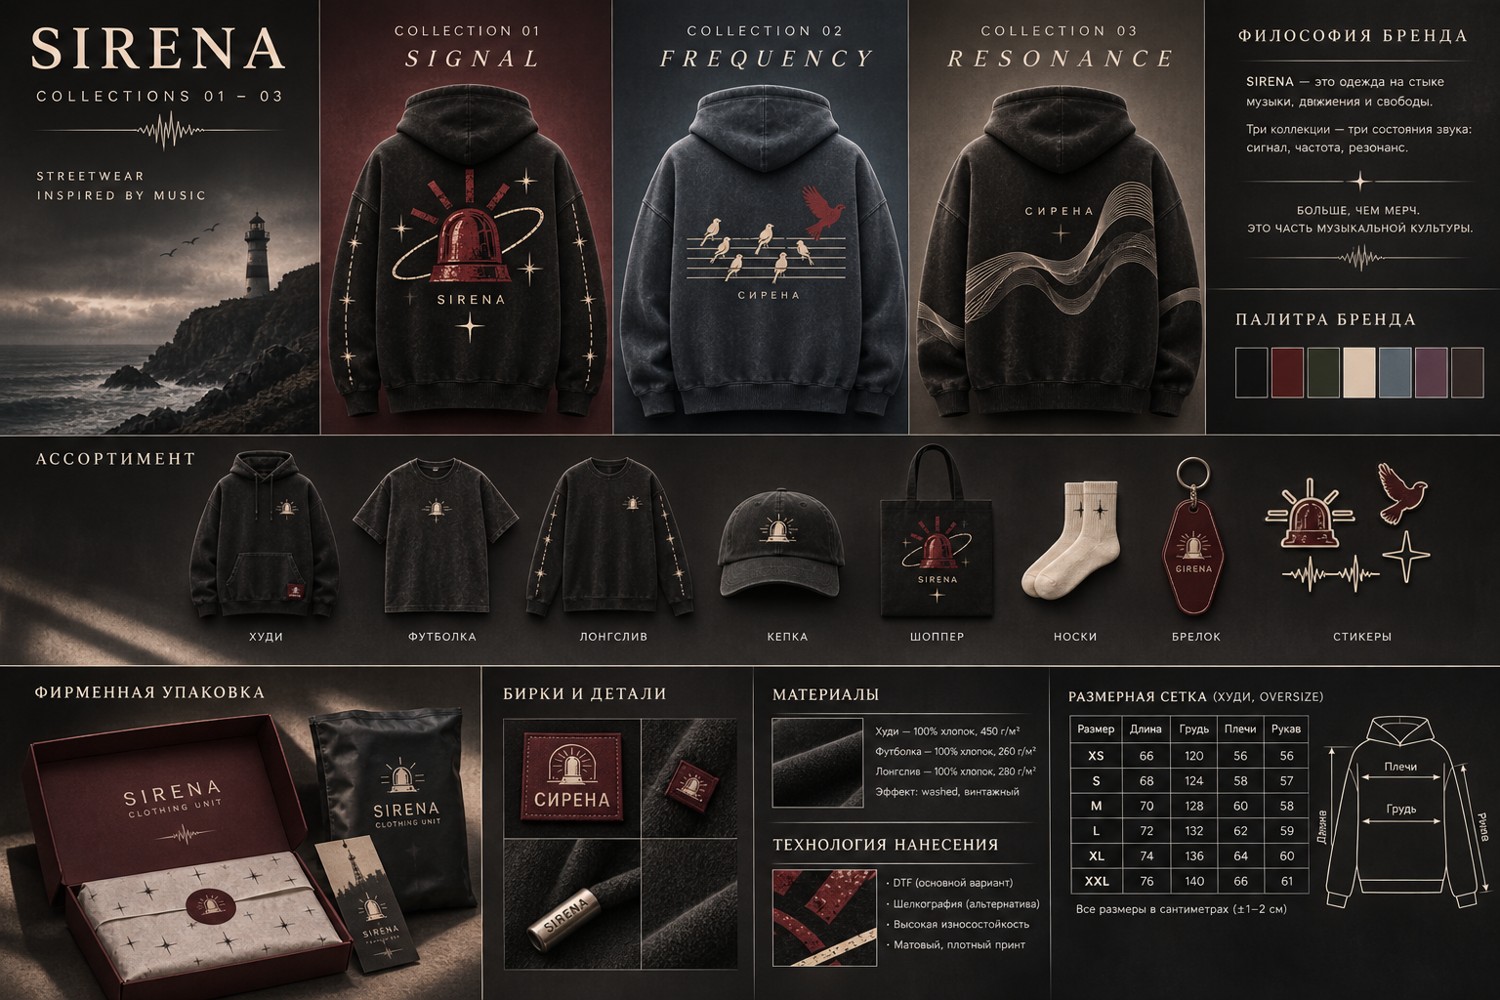 SIRENA
COLLECTIONS 01 – 03
STREETWEAR
INSPIRED BY MUSIC
COLLECTION 01
SIGNAL
SIRENA
COLLECTION 02
FREQUENCY
СИРЕНА
COLLECTION 03
RESONANCE
СИРЕНА
ФИЛОСОФИЯ БРЕНДА
SIRENA — это одежда на стыке
музыки, движения и свободы.
Три коллекции — три состояния звука:
сигнал, частота, резонанс.
БОЛЬШЕ, ЧЕМ МЕРЧ.
ЭТО ЧАСТЬ МУЗЫКАЛЬНОЙ КУЛЬТУРЫ.
ПАЛИТРА БРЕНДА
АССОРТИМЕНТ
SIRENA
GIRENA
ХУДИ
ФУТБОЛКА
ЛОНГСЛИВ
КЕПКА
ШОППЕР
НОСКИ
БРЕЛОК
СТИКЕРЫ
ФИРМЕННАЯ УПАКОВКА
SIRENA
CLOTHING UNIT
SIRENA
CLOTHING UNIT
SIRENA
БИРКИ И ДЕТАЛИ
СИРЕНА
SIRENA
МАТЕРИАЛЫ
Худи — 100% хлопок, 450 г/м²
Футболка — 100% хлопок, 260 г/м²
Лонгслив — 100% хлопок, 280 г/м²
Эффект: washed, винтажный
ТЕХНОЛОГИЯ НАНЕСЕНИЯ
• DTF (основной вариант)
• Шелкография (альтернатива)
• Высокая износостойкость
• Матовый, плотный принт
РАЗМЕРНАЯ СЕТКА (ХУДИ, OVERSIZE)
Размер Длина Грудь Плечи Рукав
XS 66 120 56 56
S 68 124 58 57
M 70 128 60 58
L 72 132 62 59
XL 74 136 64 60
XXL 76 140 66 61
Все размеры в сантиметрах (±1–2 см)
Плечи
Грудь
Длина
Рукав